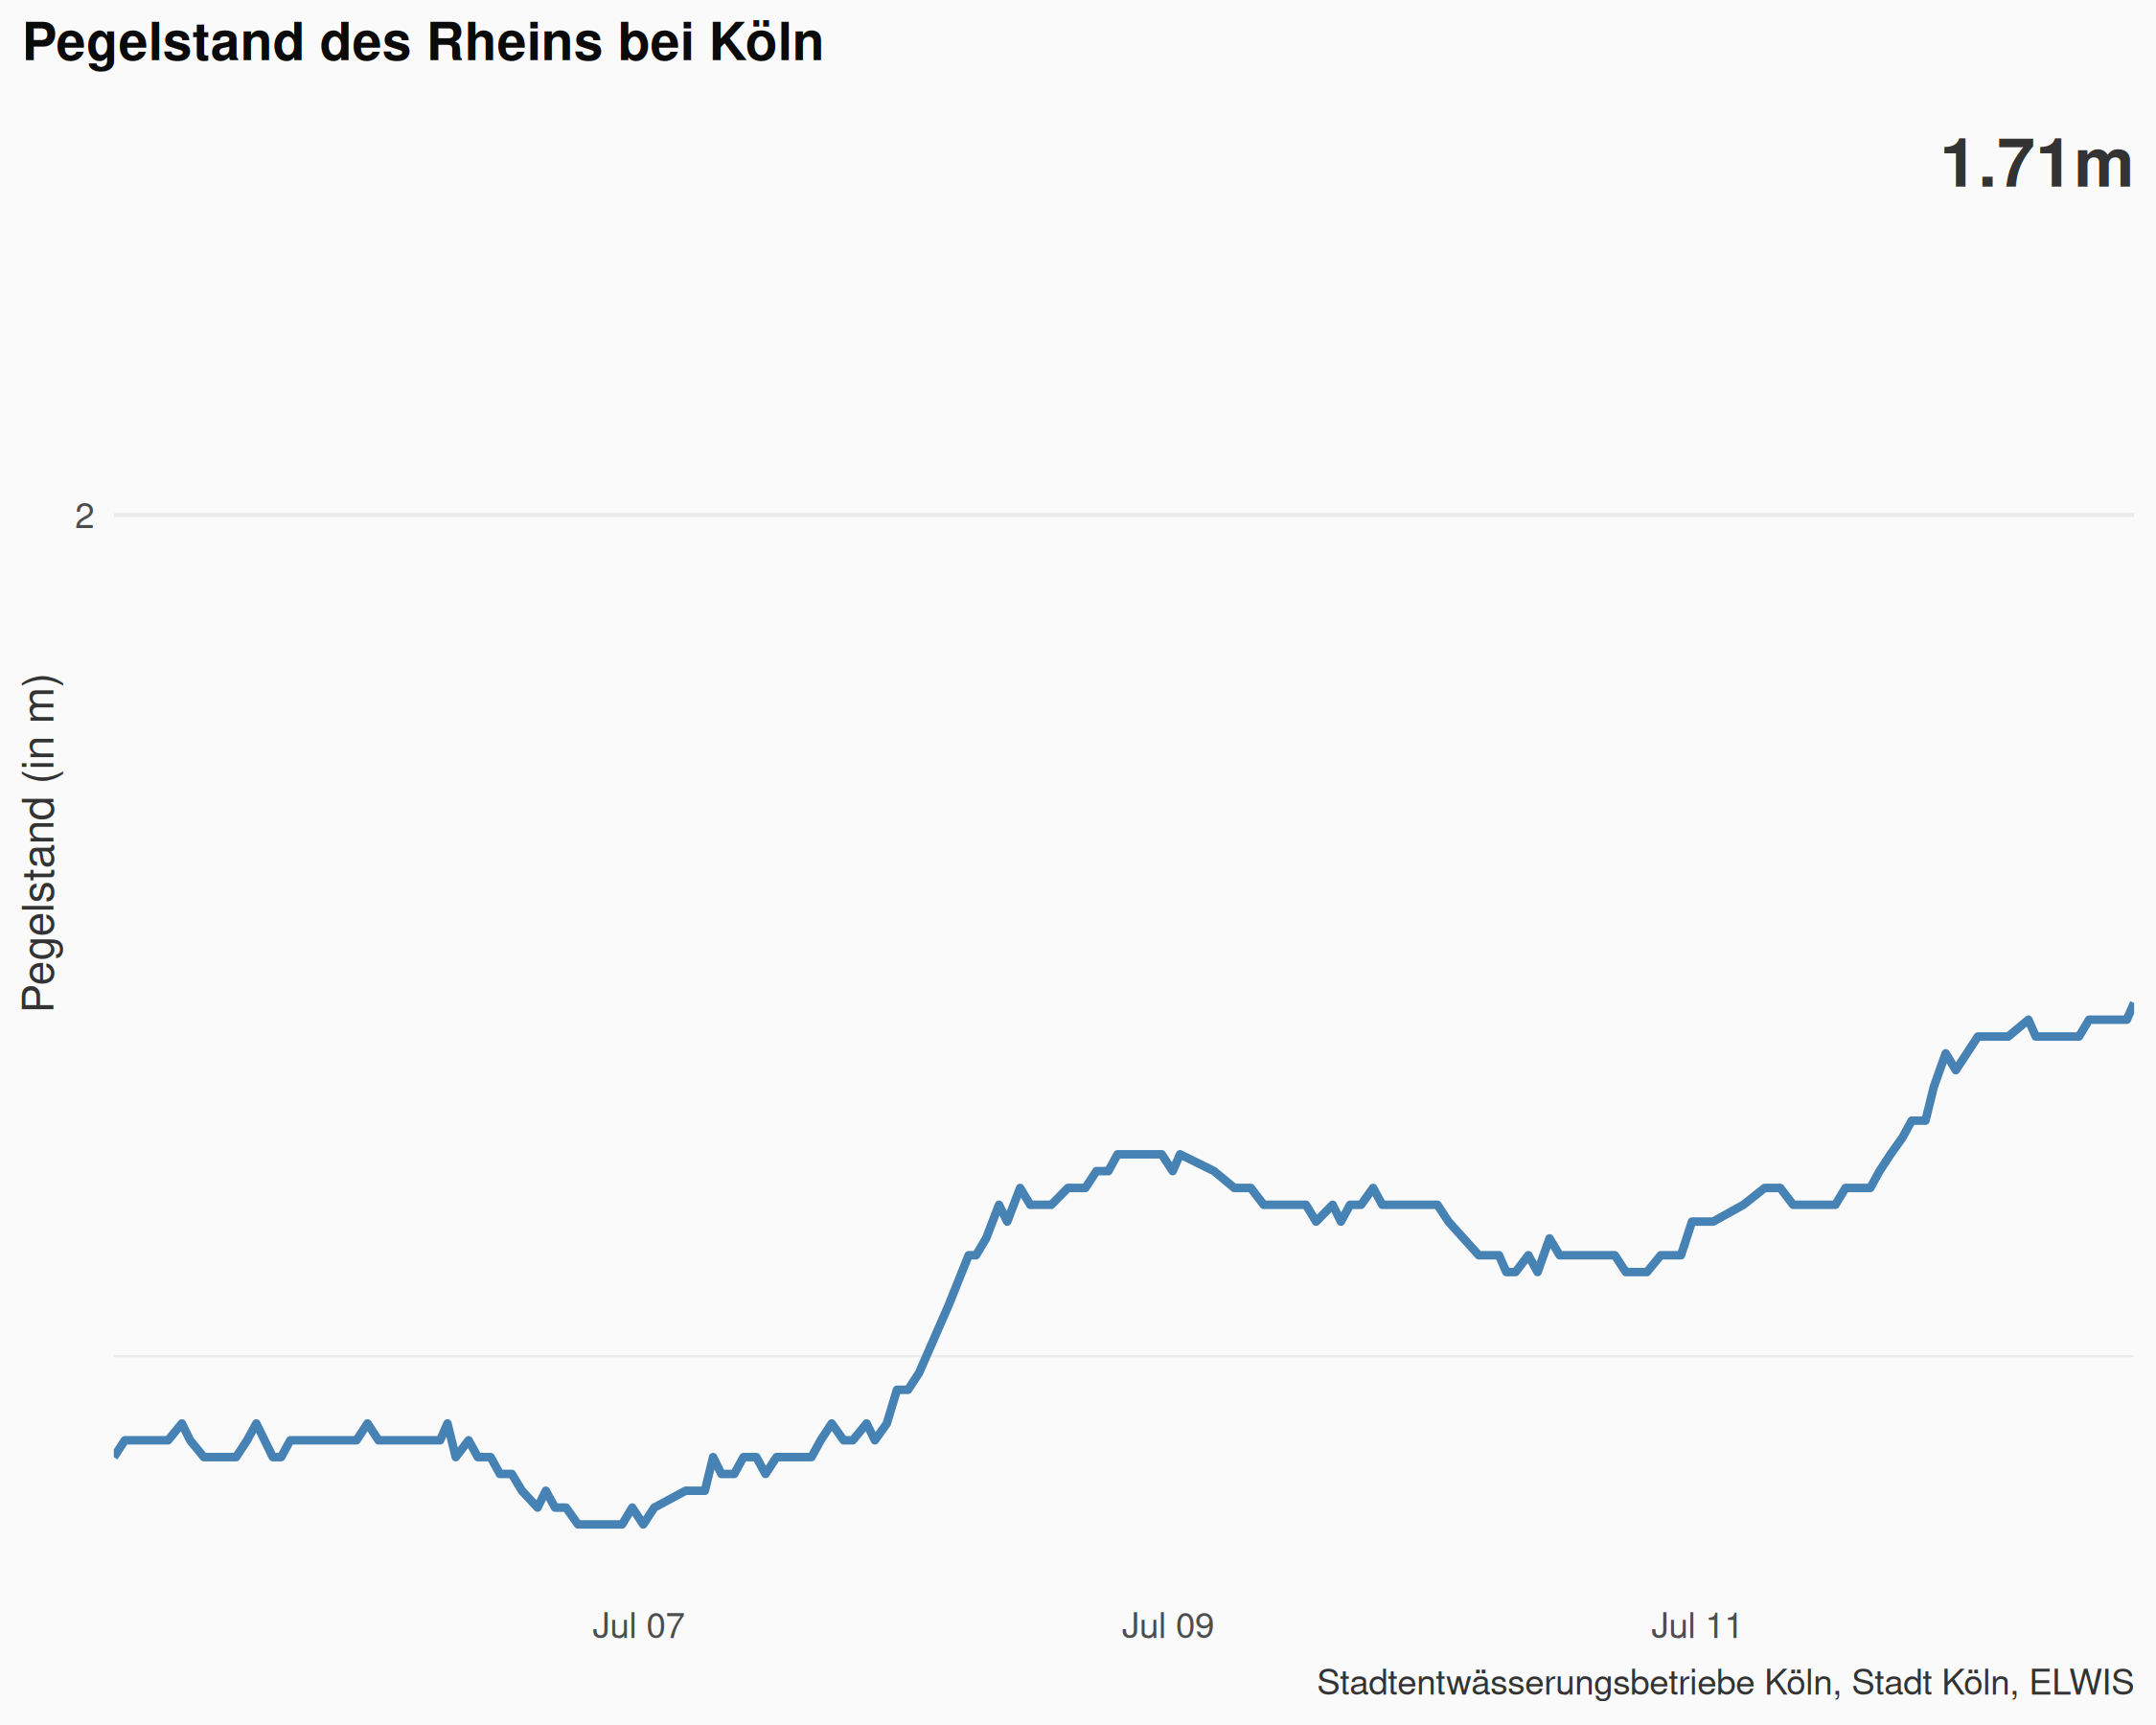 Pegelstand des Rheins bei Köln
1.71m
2
Pegelstand (in m)
Jul 07
Jul 09
Jul 11
Stadtentwässerungsbetriebe Köln, Stadt Köln, ELWIS